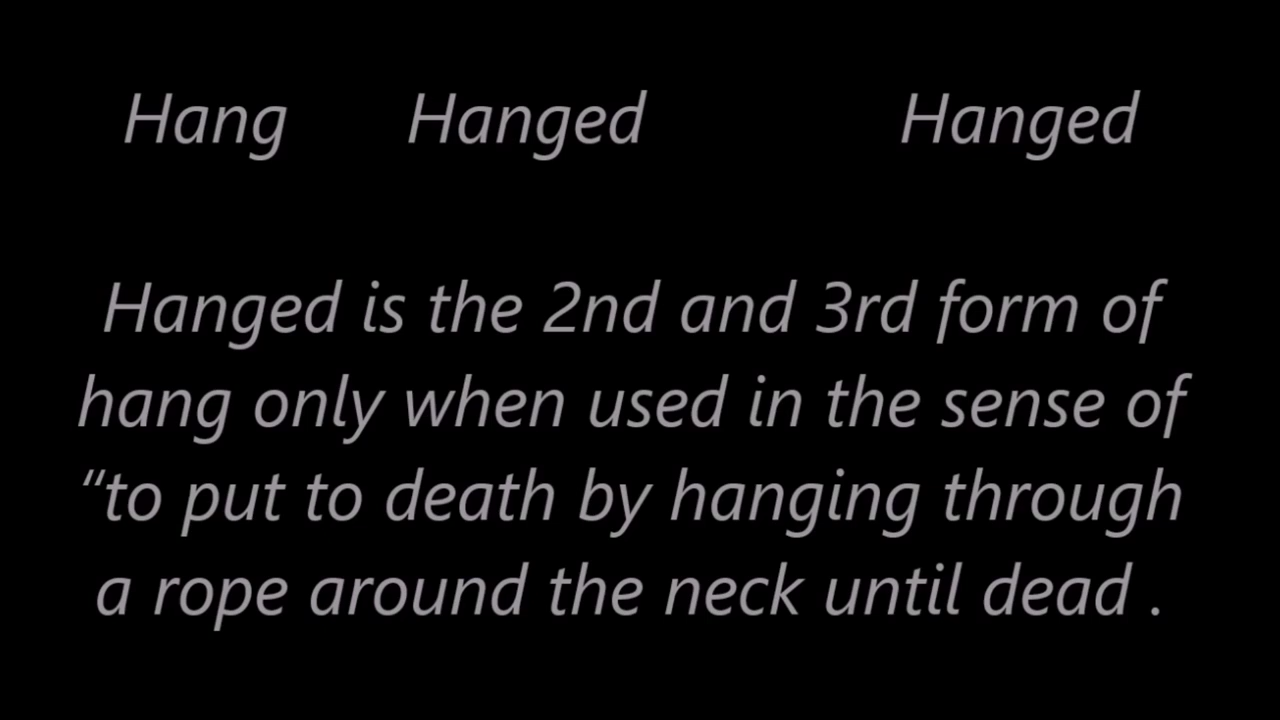 Hang Hanged Hanged
Hanged is the 2nd and 3rd form of
hang only when used in the sense of
“to put to death by hanging through
a rope around the neck until dead .